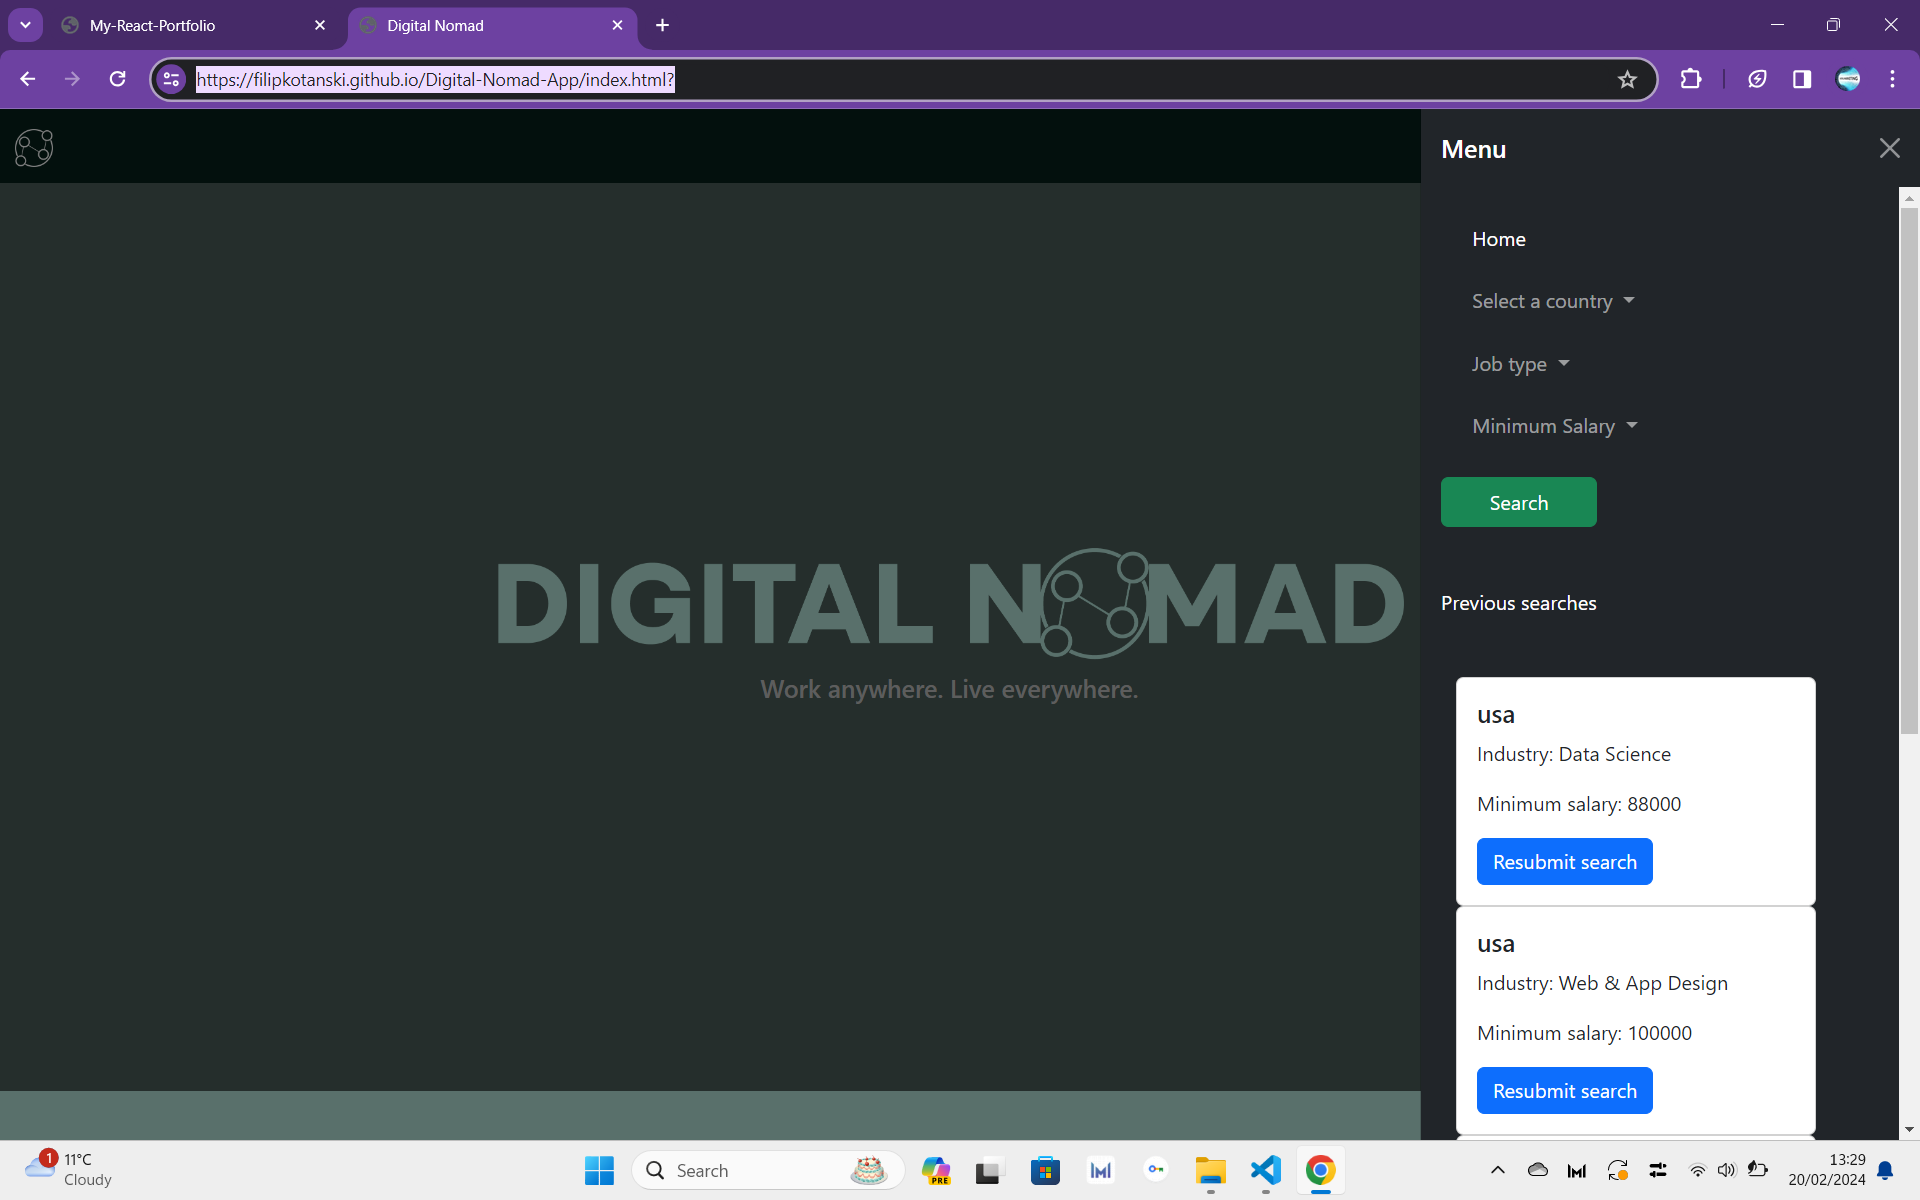 My-React-Portfolio
Digital Nomad
https://filipkotanski.github.io/Digital-Nomad-App/index.html?
Menu
Home
Select a country
Job type
Minimum Salary
Search
Previous searches
usa
Industry: Data Science
Minimum salary: 88000
Resubmit search
usa
Industry: Web & App Design
Minimum salary: 100000
Resubmit search
DIGITAL NOMAD
Work anywhere. Live everywhere.
1
11°C
Cloudy
Search
PRE
13:29
20/02/2024